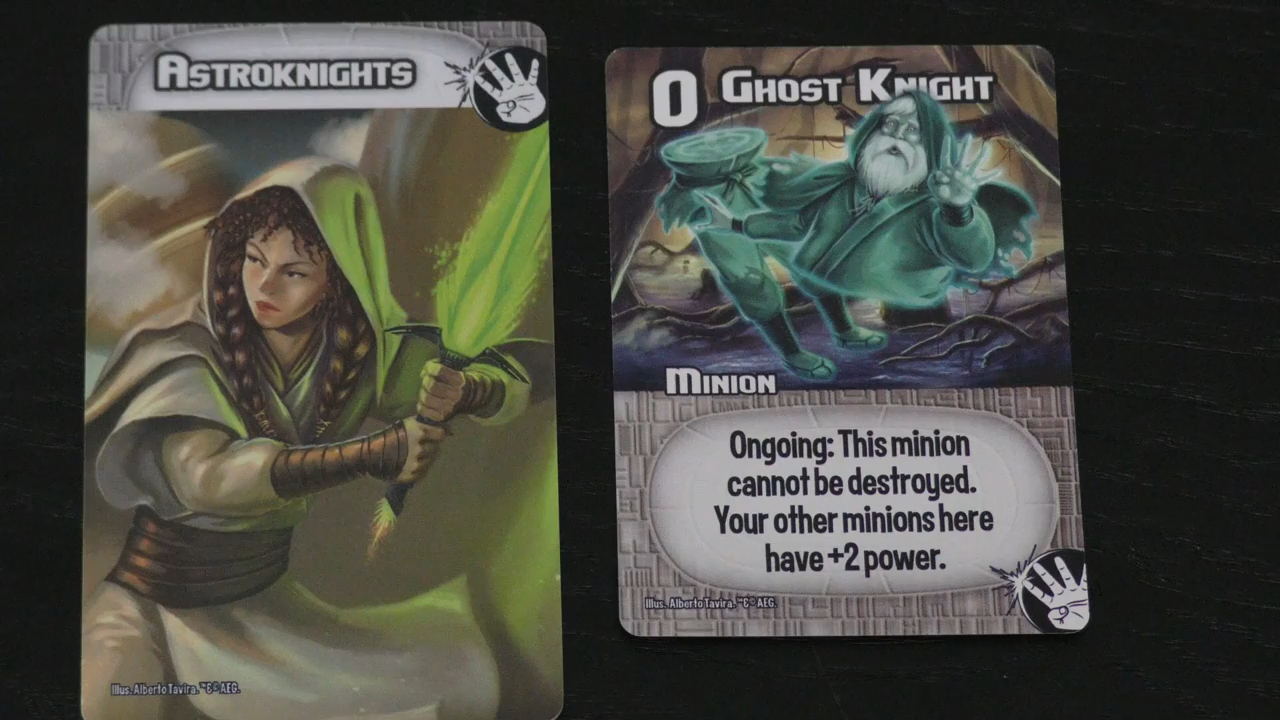 ASTROKNIGHTS
Illus. Alberto Tavira. ™&© AEG.
0 GHOST KNIGHT
MINION
Ongoing: This minion
cannot be destroyed.
Your other minions here
have +2 power.
Illus. Alberto Tavira. ™&© AEG.